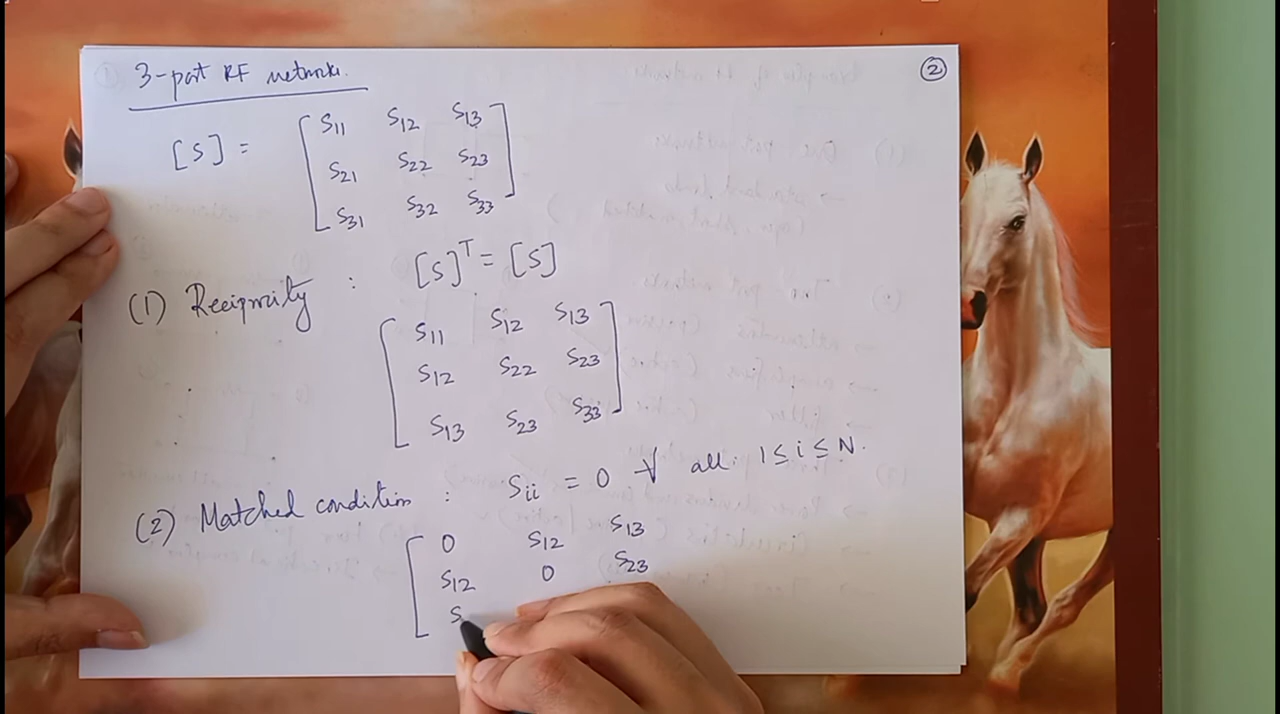 3-port RF networks.
②
[S] = [ S11 S12 S13
S21 S22 S23
S31 S32 S33 ]
(1) Reciprocity : [S]^T = [S]
[ S11 S12 S13
S12 S22 S23
S13 S23 S33 ]
(2) Matched condition : Sii = 0 ∀ all. 1 ≤ i ≤ N.
[ 0 S12 S13
S12 0 S23
S